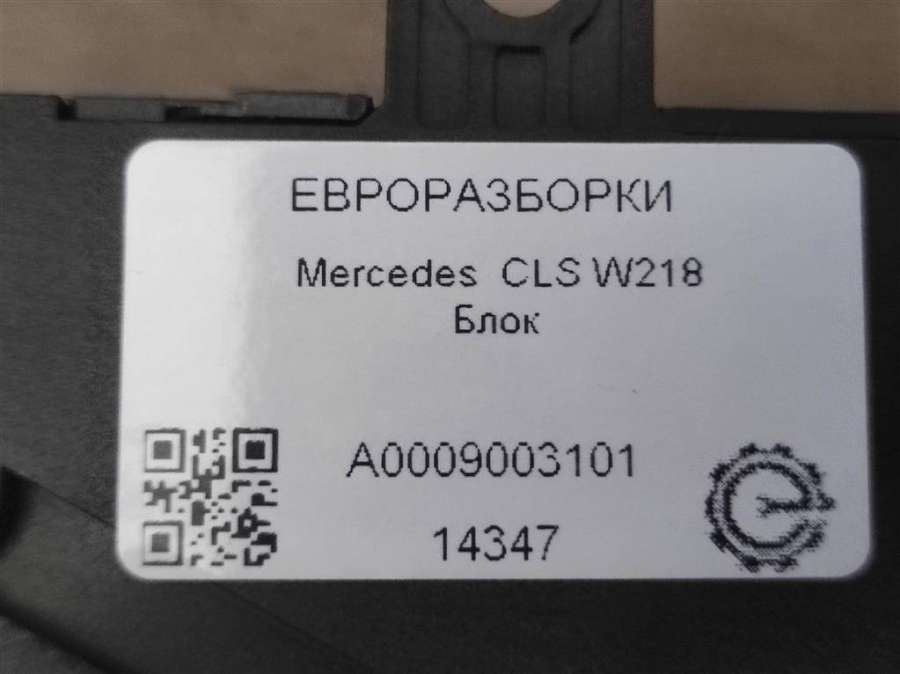 ЕВРОРАЗБОРКИ
Mercedes CLS W218
Блок
A0009003101
14347